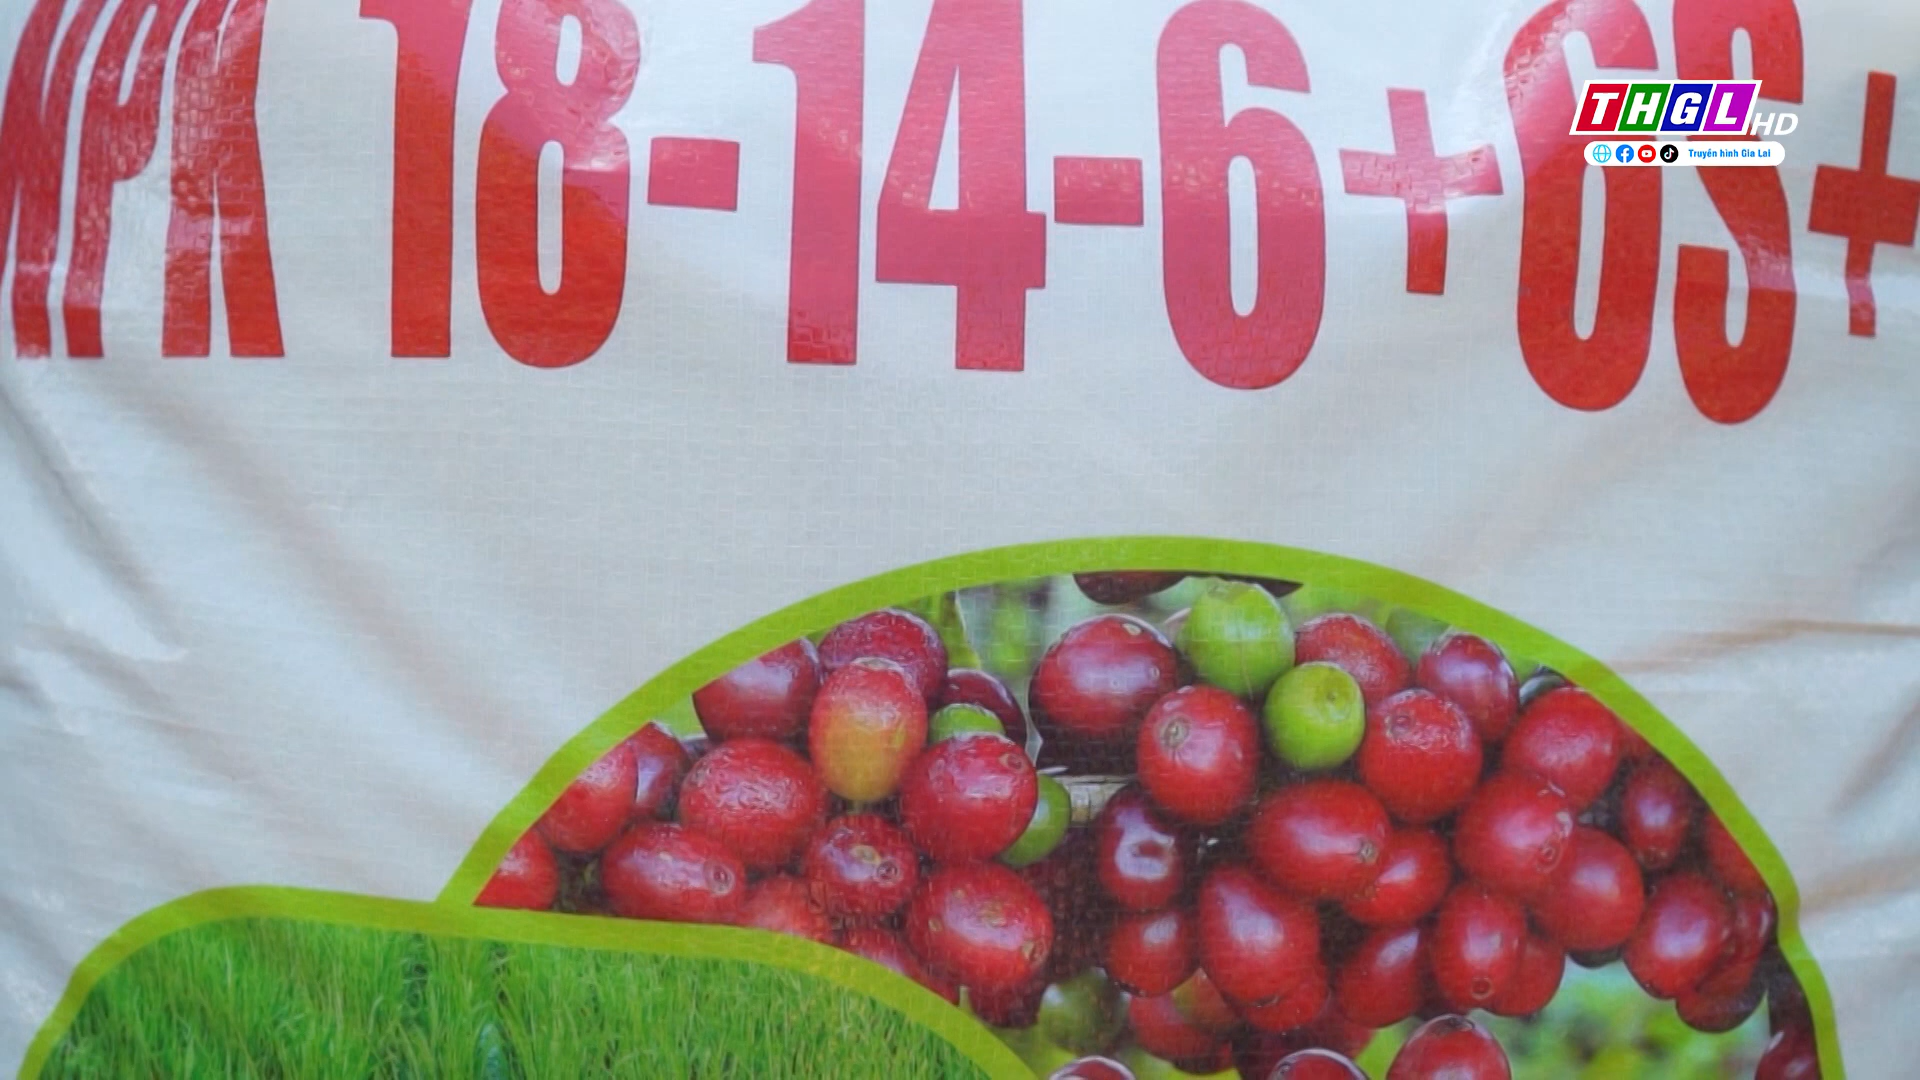 NPK 18-14-6+6S+
THGL HD
Truyền hình Gia Lai